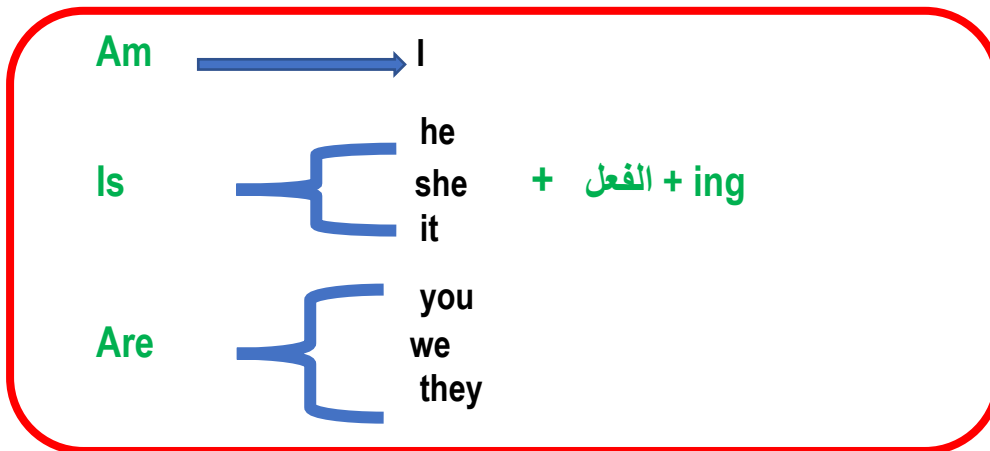 Am I
he
Is she + الفعل + ing
it
you
Are we
they